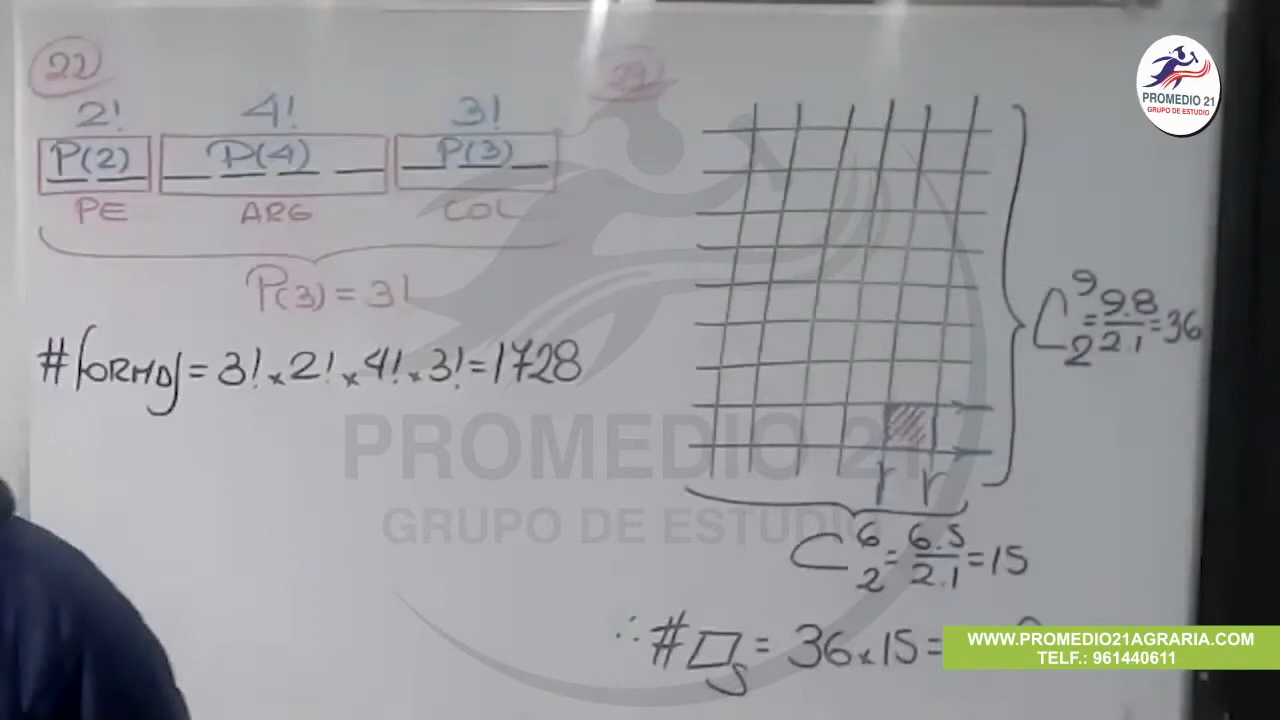 22
2! 4! 3!
P(2) P(4) P(3)
PE ARG COL
P(3) = 3!
= 3! x 2! x 4! x 3! = 1728
C 9 2 = 9.8 / 2.1 = 36
r r
C 6 2 = 6.5 / 2.1 = 15
∴ # ▱s = 36 x 15 =
PROMEDIO 21
GRUPO DE ESTUDIO
PROMEDIO 21
GRUPO DE ESTUDIO
WWW.PROMEDIO21AGRARIA.COM
TELF.: 961440611